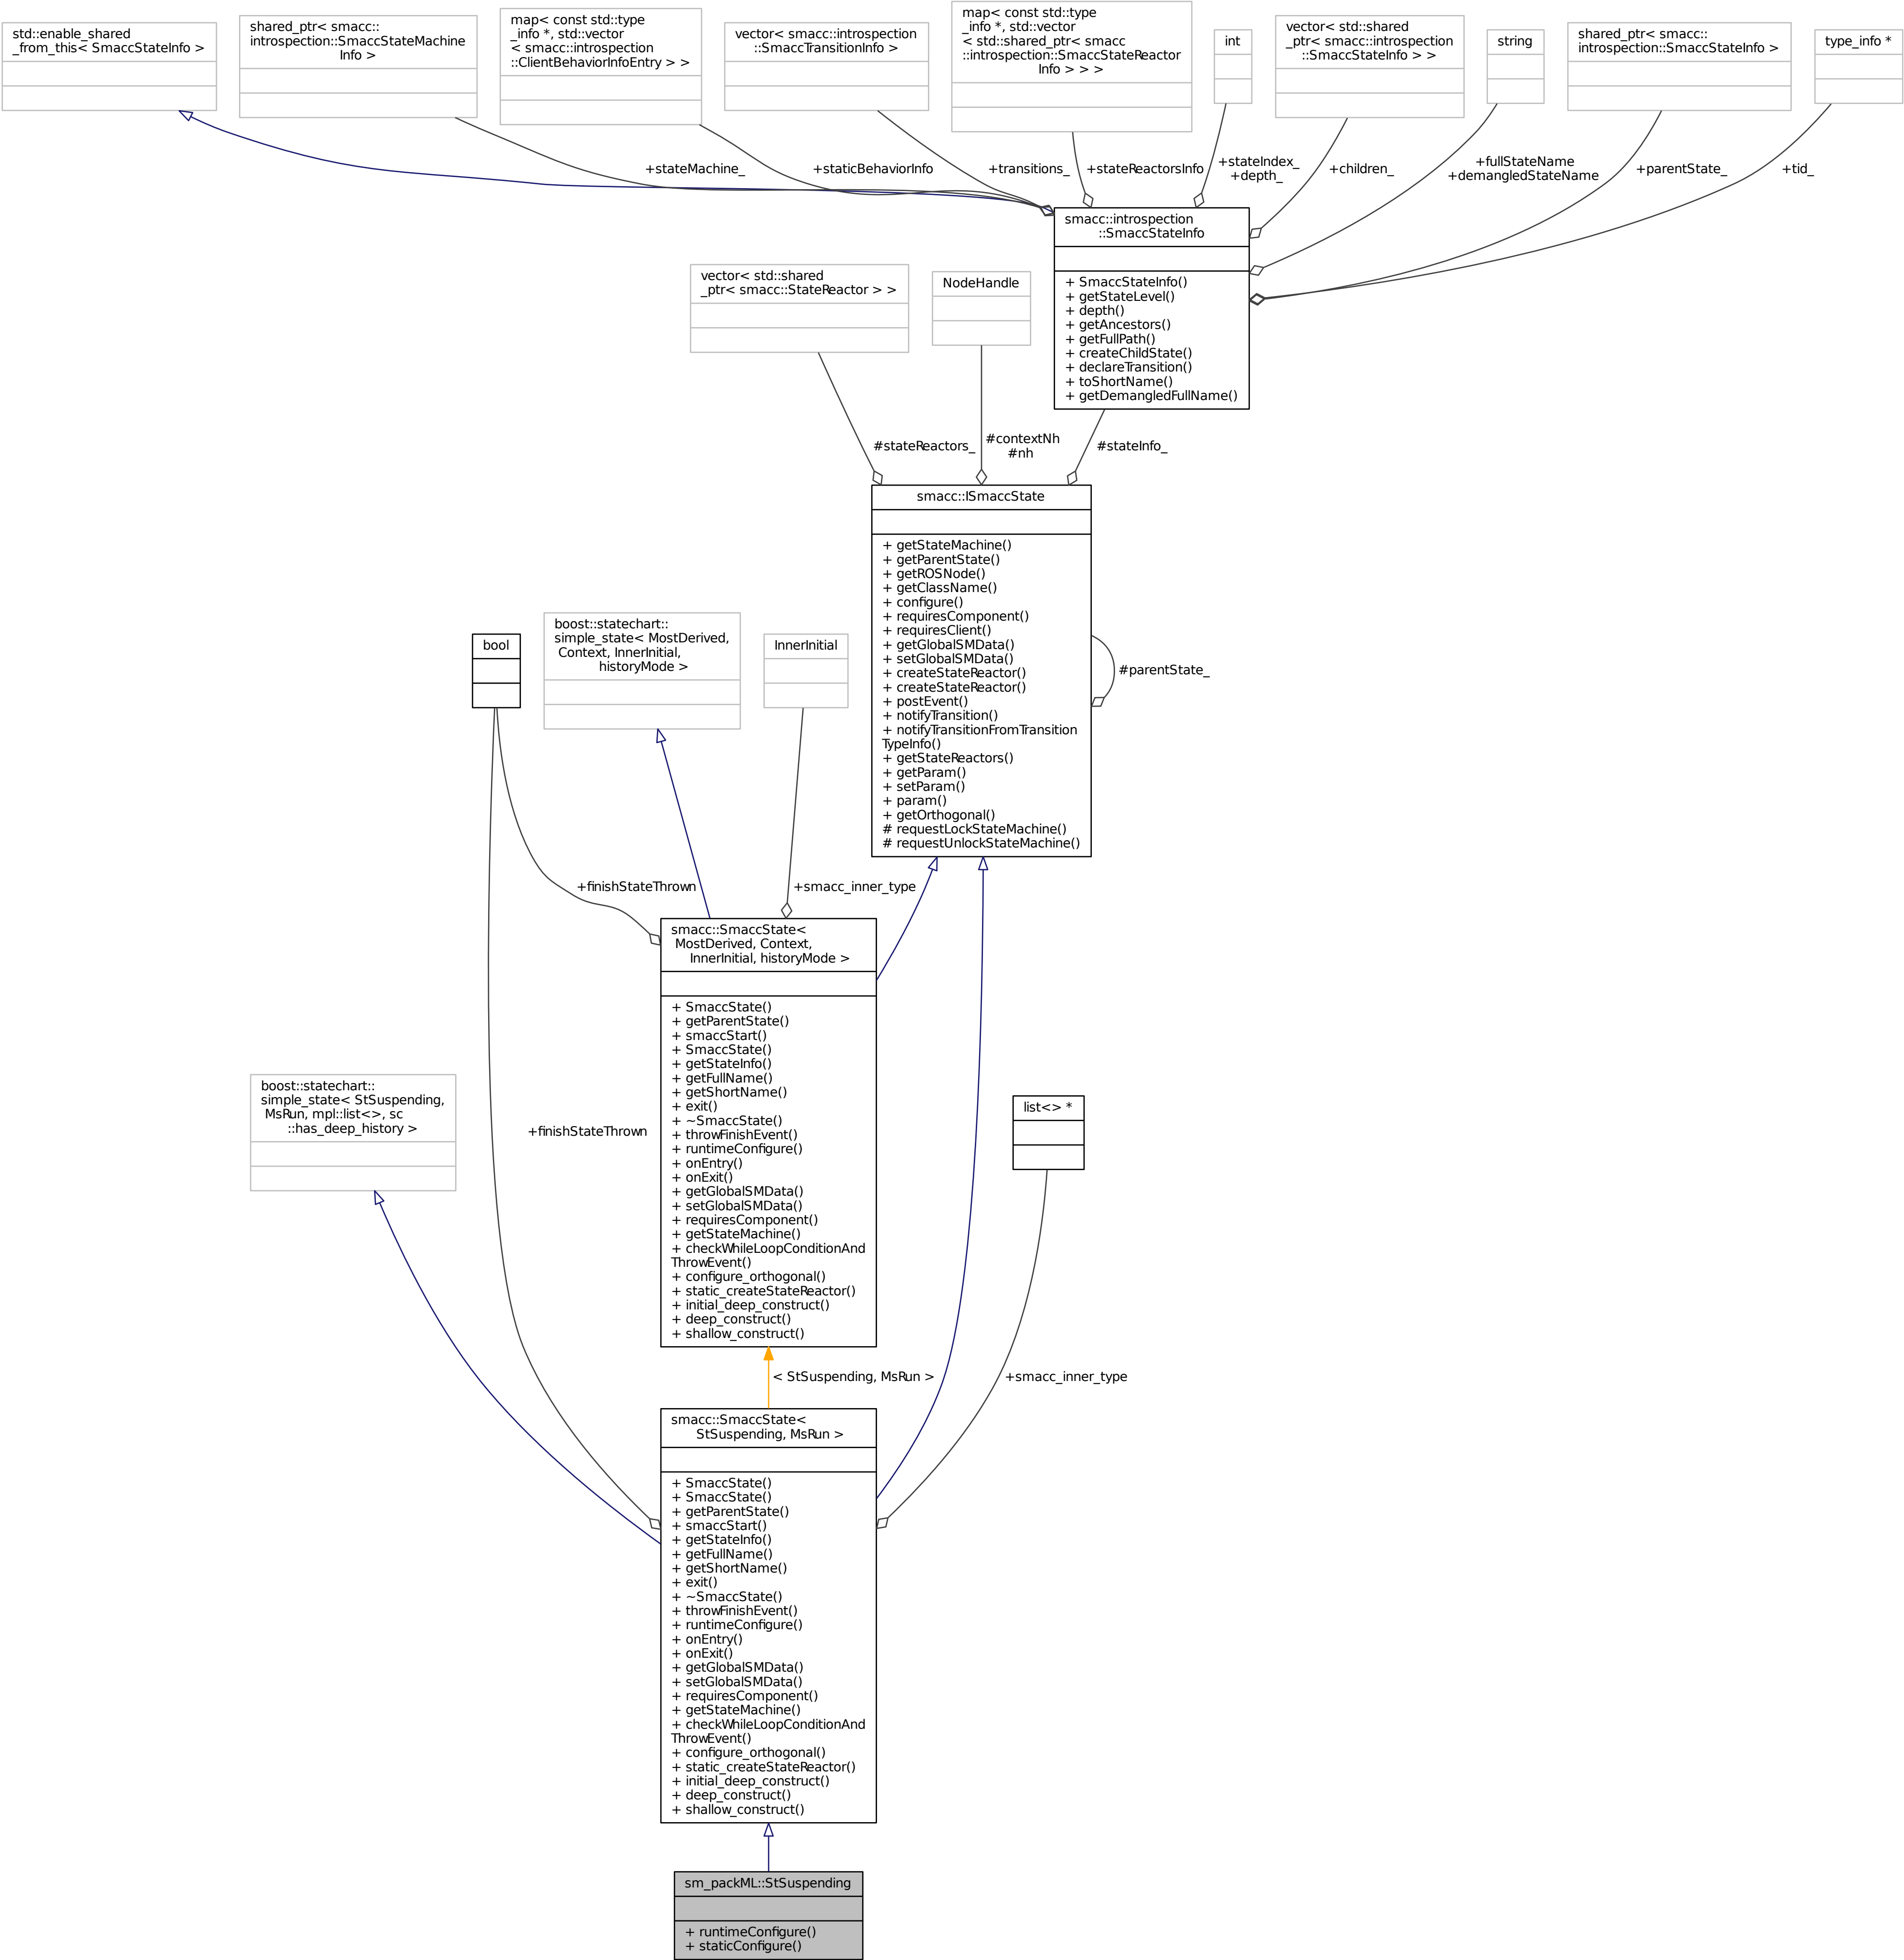 std::enable_shared
_from_this< SmaccStateInfo >
shared_ptr< smacc::
introspection::SmaccStateMachine
Info >
map< const std::type
_info *, std::vector
< smacc::introspection
::ClientBehaviorInfoEntry > >
vector< smacc::introspection
::SmaccTransitionInfo >
map< const std::type
_info *, std::vector
< std::shared_ptr< smacc
::introspection::SmaccStateReactor
Info > > >
int
vector< std::shared
_ptr< smacc::introspection
::SmaccStateInfo > >
string
shared_ptr< smacc::
introspection::SmaccStateInfo >
type_info *
+stateMachine_
+staticBehaviorInfo
+transitions_
+stateReactorsInfo
+stateIndex_
+depth_
+children_
+fullStateName
+demangledStateName
+parentState_
+tid_
smacc::introspection
::SmaccStateInfo
+ SmaccStateInfo()
+ getStateLevel()
+ depth()
+ getAncestors()
+ getFullPath()
+ createChildState()
+ declareTransition()
+ toShortName()
+ getDemangledFullName()
vector< std::shared
_ptr< smacc::StateReactor > >
NodeHandle
#stateReactors_
#contextNh
#nh
#stateInfo_
smacc::ISmaccState
+ getStateMachine()
+ getParentState()
+ getROSNode()
+ getClassName()
+ configure()
+ requiresComponent()
+ requiresClient()
+ getGlobalSMData()
+ setGlobalSMData()
+ createStateReactor()
+ createStateReactor()
+ postEvent()
+ notifyTransition()
+ notifyTransitionFromTransition
TypeInfo()
+ getStateReactors()
+ getParam()
+ setParam()
+ param()
+ getOrthogonal()
# requestLockStateMachine()
# requestUnlockStateMachine()
#parentState_
bool
boost::statechart::
simple_state< MostDerived,
Context, InnerInitial,
historyMode >
InnerInitial
+finishStateThrown
+smacc_inner_type
smacc::SmaccState<
MostDerived, Context,
InnerInitial, historyMode >
+ SmaccState()
+ getParentState()
+ smaccStart()
+ SmaccState()
+ getStateInfo()
+ getFullName()
+ getShortName()
+ exit()
+ ~SmaccState()
+ throwFinishEvent()
+ runtimeConfigure()
+ onEntry()
+ onExit()
+ getGlobalSMData()
+ setGlobalSMData()
+ requiresComponent()
+ getStateMachine()
+ checkWhileLoopConditionAnd
ThrowEvent()
+ configure_orthogonal()
+ static_createStateReactor()
+ initial_deep_construct()
+ deep_construct()
+ shallow_construct()
boost::statechart::
simple_state< StSuspending,
MsRun, mpl::list<>, sc
::has_deep_history >
+finishStateThrown
list<> *
< StSuspending, MsRun >
+smacc_inner_type
smacc::SmaccState<
StSuspending, MsRun >
+ SmaccState()
+ SmaccState()
+ getParentState()
+ smaccStart()
+ getStateInfo()
+ getFullName()
+ getShortName()
+ exit()
+ ~SmaccState()
+ throwFinishEvent()
+ runtimeConfigure()
+ onEntry()
+ onExit()
+ getGlobalSMData()
+ setGlobalSMData()
+ requiresComponent()
+ getStateMachine()
+ checkWhileLoopConditionAnd
ThrowEvent()
+ configure_orthogonal()
+ static_createStateReactor()
+ initial_deep_construct()
+ deep_construct()
+ shallow_construct()
sm_packML::StSuspending
+ runtimeConfigure()
+ staticConfigure()